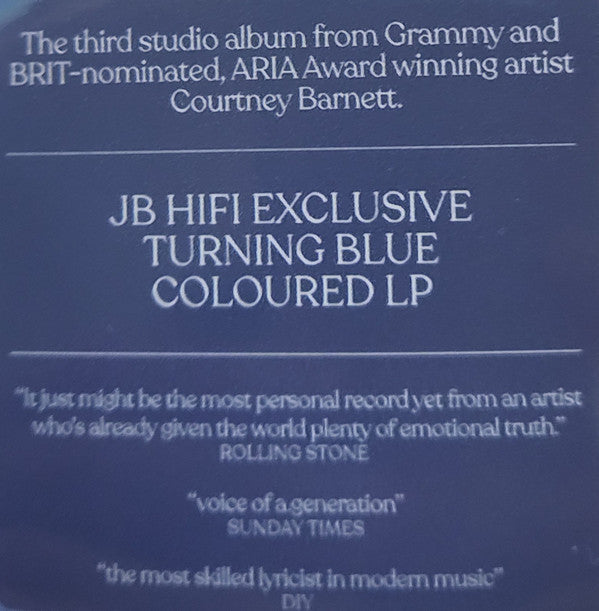 The third studio album from Grammy and
BRIT-nominated, ARIA Award winning artist
Courtney Barnett.
JB HIFI EXCLUSIVE
TURNING BLUE
COLOURED LP
"It just might be the most personal record yet from an artist
who's already given the world plenty of emotional truth."
ROLLING STONE
"voice of a generation"
SUNDAY TIMES
"the most skilled lyricist in modern music"
DIY